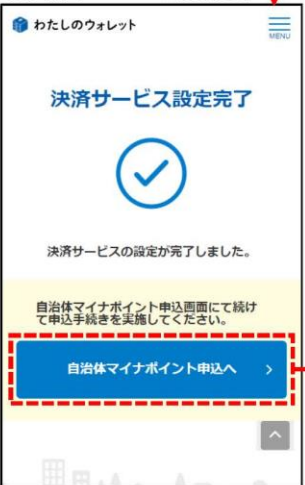 わたしのウォレット
MENU
決済サービス設定完了
決済サービスの設定が完了しました。
自治体マイナポイント申込画面にて続け
て申込手続きを実施してください。
自治体マイナポイント申込へ